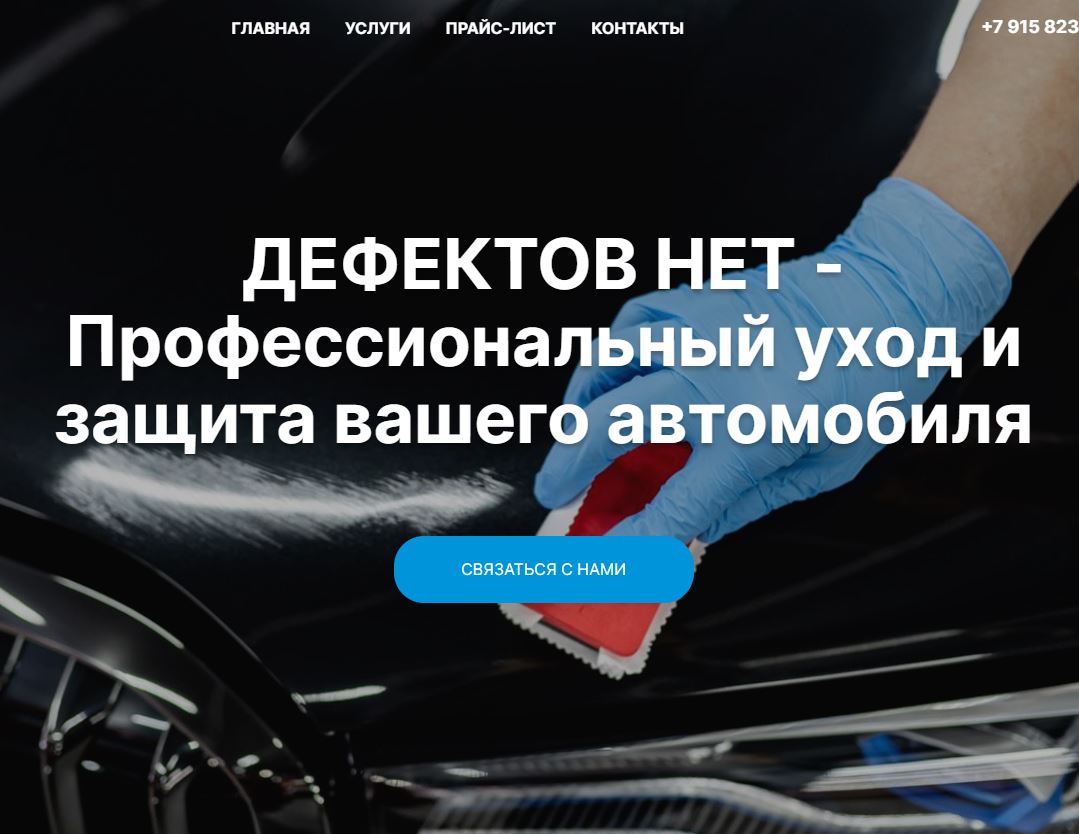 ГЛАВНАЯ УСЛУГИ ПРАЙС-ЛИСТ КОНТАКТЫ +7 915 823
ДЕФЕКТОВ НЕТ -
Профессиональный уход и
защита вашего автомобиля
СВЯЗАТЬСЯ С НАМИ